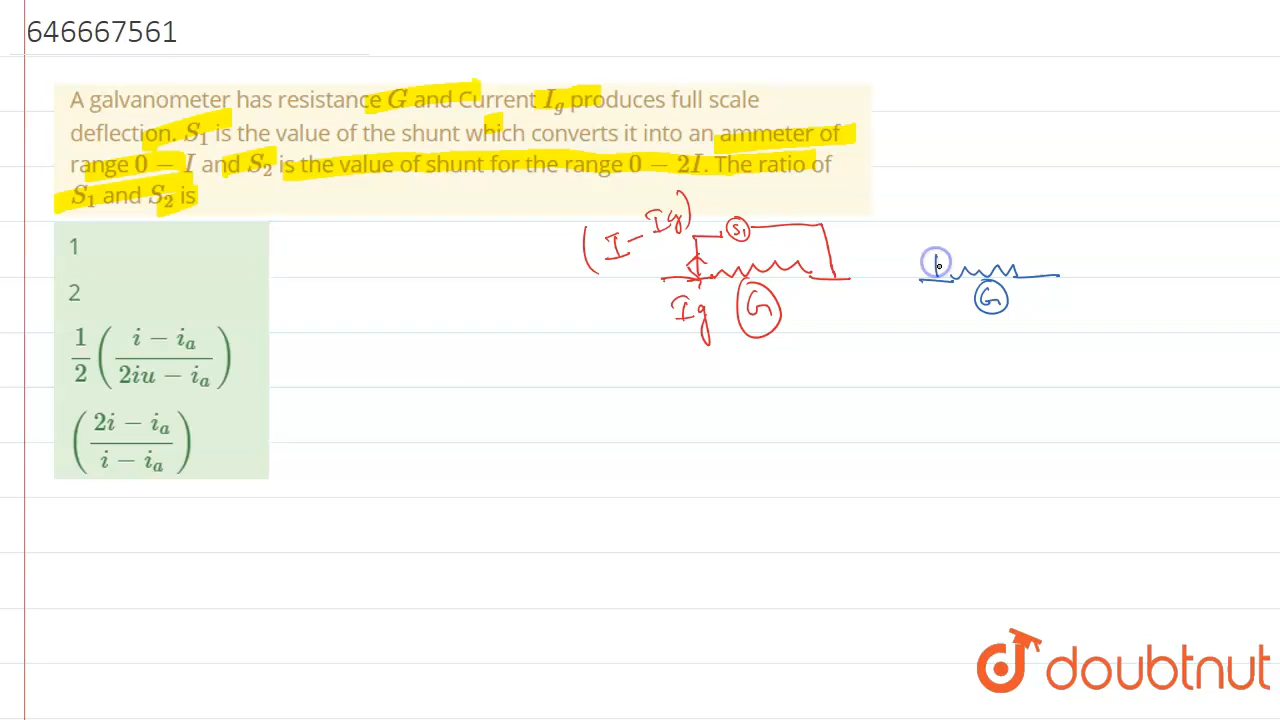 646667561
A galvanometer has resistance G and Current I_g produces full scale
deflection. S_1 is the value of the shunt which converts it into an ammeter of
range 0 − I and S_2 is the value of shunt for the range 0 − 2I. The ratio of
S_1 and S_2 is
1
2
1/2 ( (i − i_a) / (2iu − i_a) )
( (2i − i_a) / (i − i_a) )
(I − Ig)
S1
Ig G
G
doubtnut